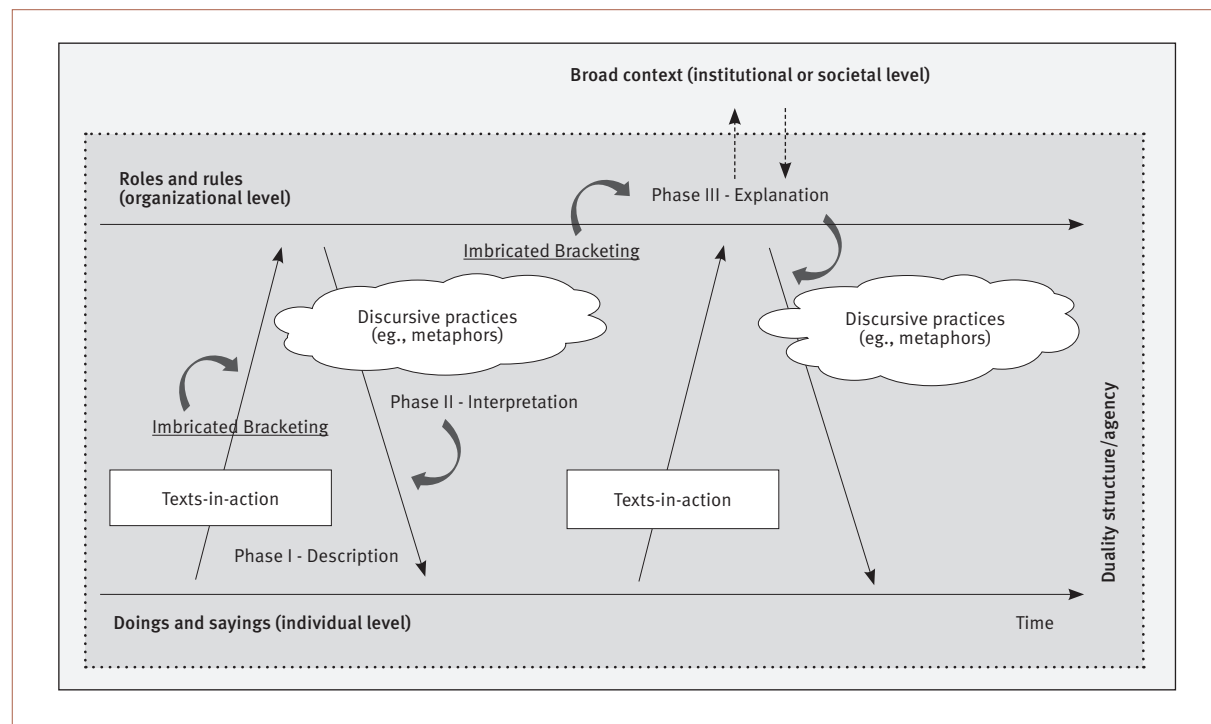 Broad context (institutional or societal level)
Roles and rules
(organizational level)
Phase III - Explanation
Imbricated Bracketing
Discursive practices
(eg., metaphors)
Discursive practices
(eg., metaphors)
Phase II - Interpretation
Imbricated Bracketing
Texts-in-action
Texts-in-action
Phase I - Description
Duality structure/agency
Doings and sayings (individual level)
Time